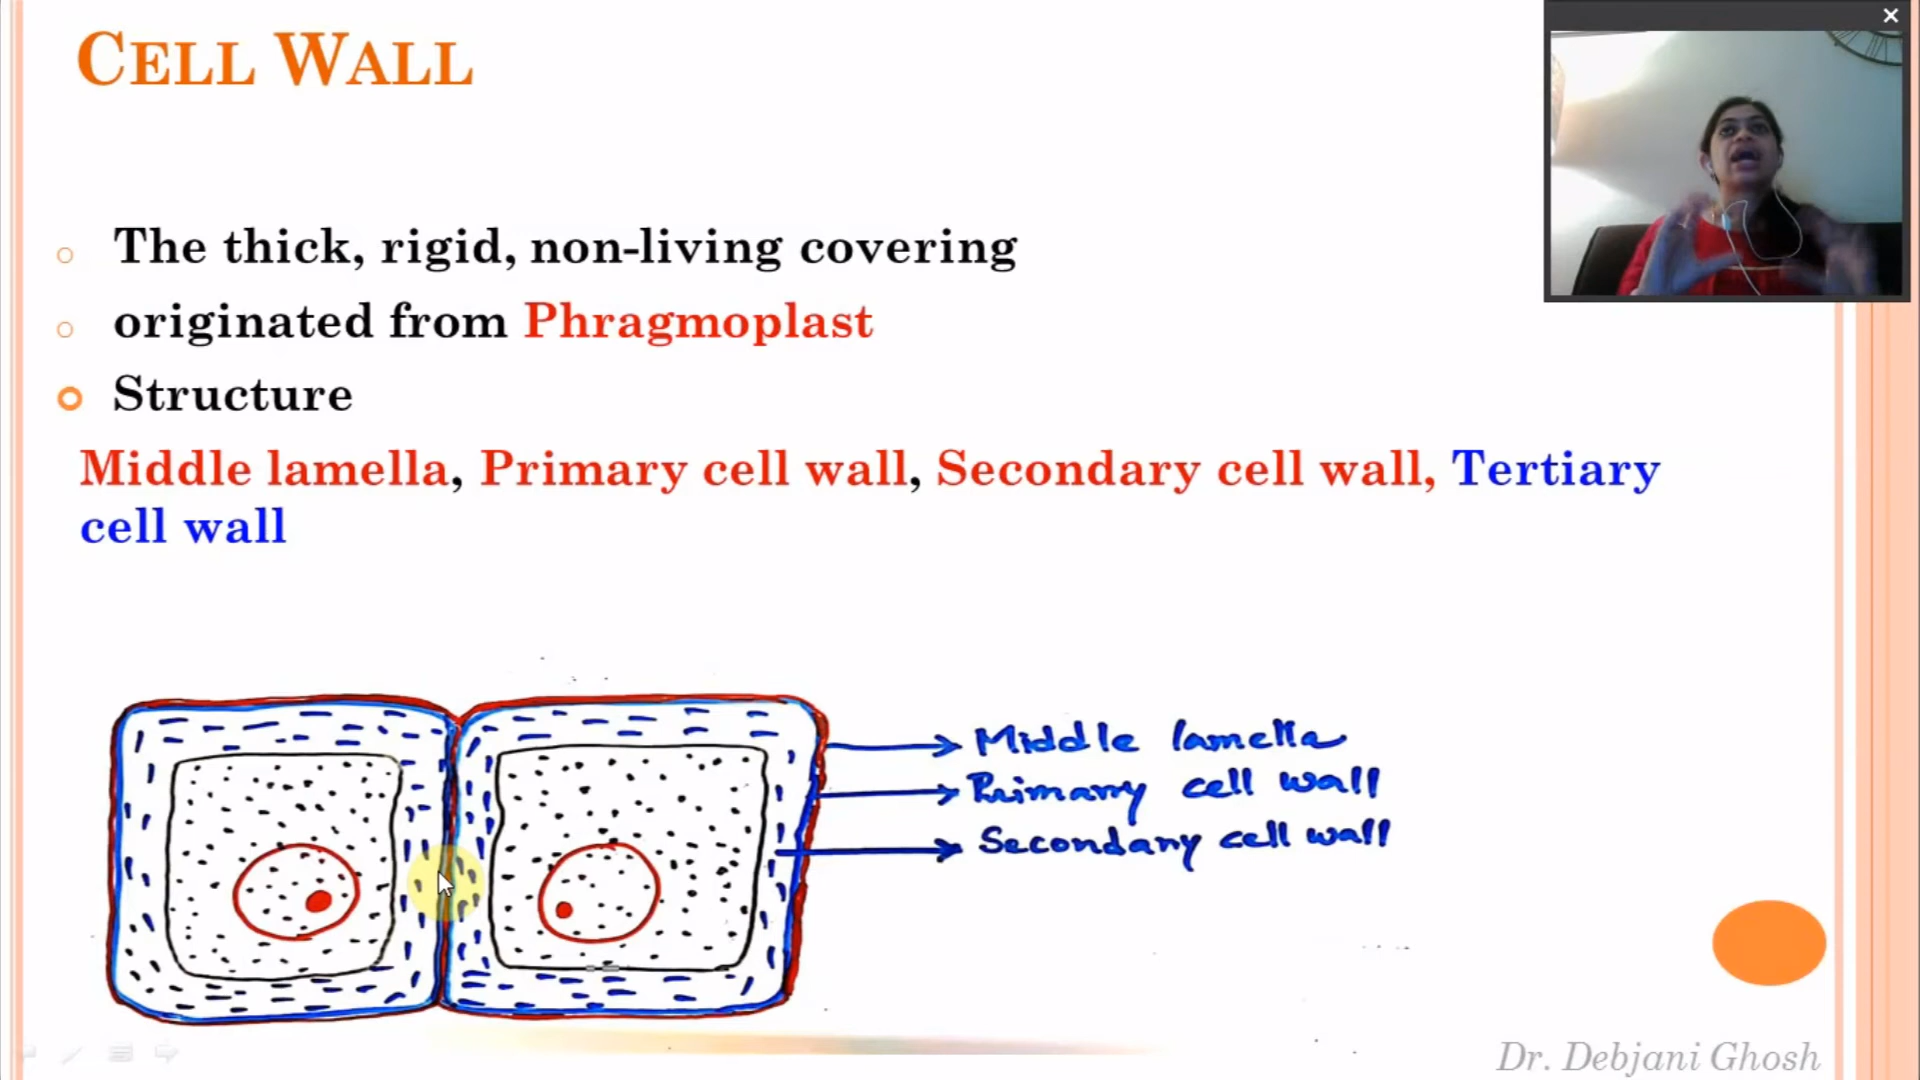 CELL WALL
The thick, rigid, non-living covering
originated from Phragmoplast
Structure
Middle lamella, Primary cell wall, Secondary cell wall, Tertiary
cell wall
Middle lamella
Primary cell wall
Secondary cell wall
Dr. Debjani Ghosh